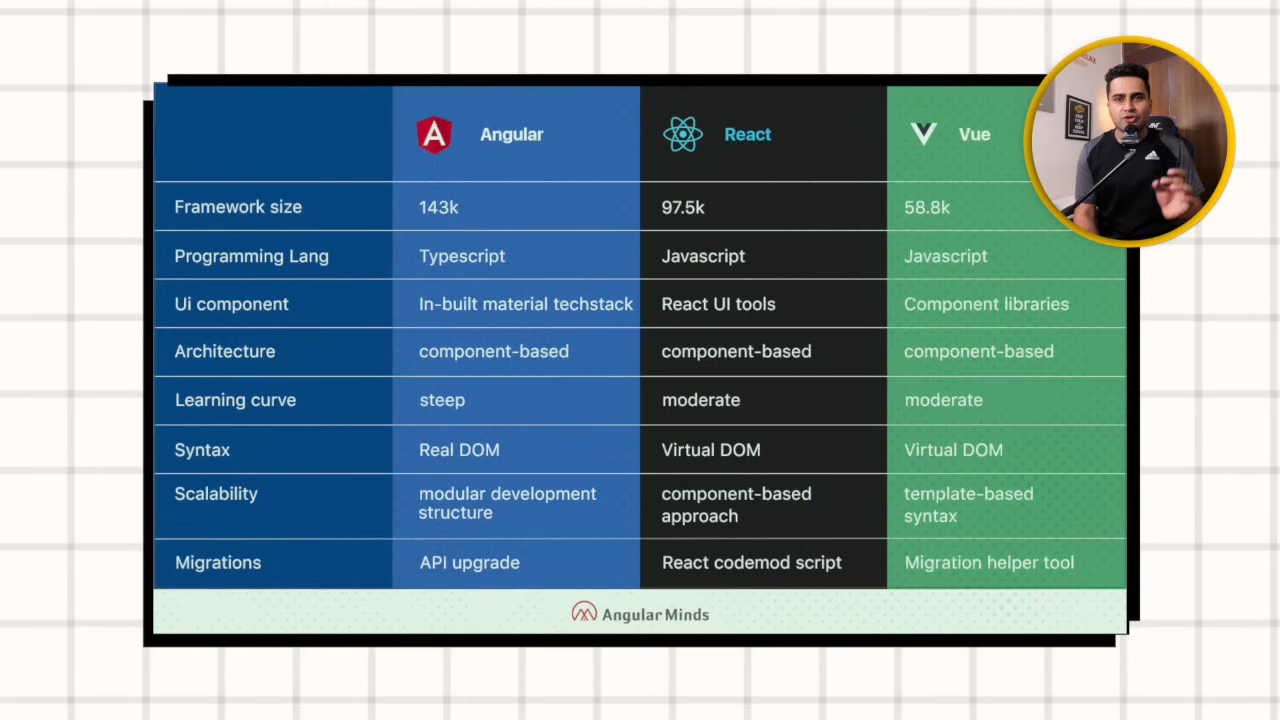 Angular React Vue
Framework size 143k 97.5k 58.8k
Programming Lang Typescript Javascript Javascript
Ui component In-built material techstack React UI tools Component libraries
Architecture component-based component-based component-based
Learning curve steep moderate moderate
Syntax Real DOM Virtual DOM Virtual DOM
Scalability modular development structure component-based approach template-based syntax
Migrations API upgrade React codemod script Migration helper tool
Angular Minds